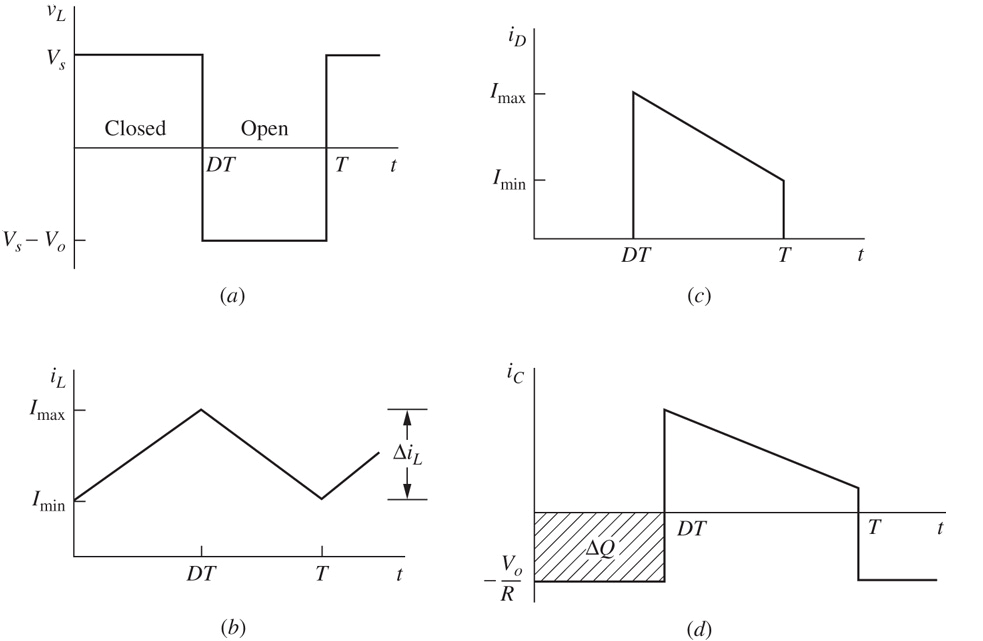 v_L
V_s
Closed
Open
DT
T
t
V_s – V_o
(a)
i_D
I_max
I_min
DT
T
t
(c)
i_L
I_max
I_min
Δi_L
DT
T
t
(b)
i_C
DT
T
t
ΔQ
– V_o
R
(d)